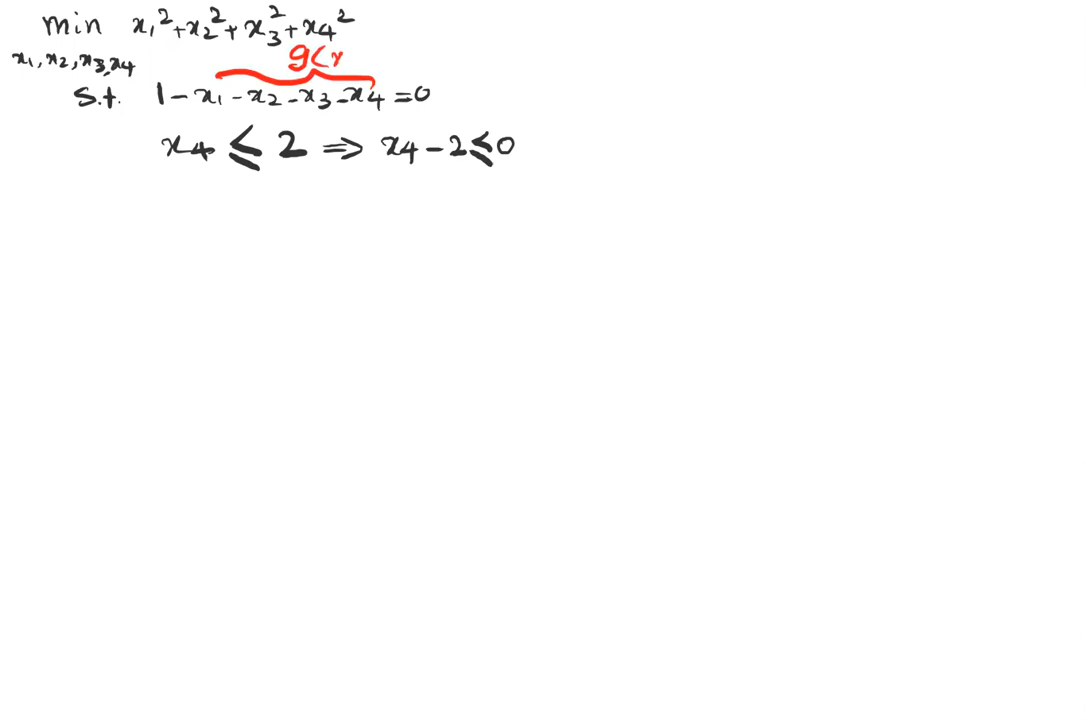 min x₁² + x₂² + x₃² + x₄²
x₁, x₂, x₃, x₄
g(x
s.t. 1 - x₁ - x₂ - x₃ - x₄ = 0
x₄ ≤ 2 ⇒ x₄ - 2 ≤ 0